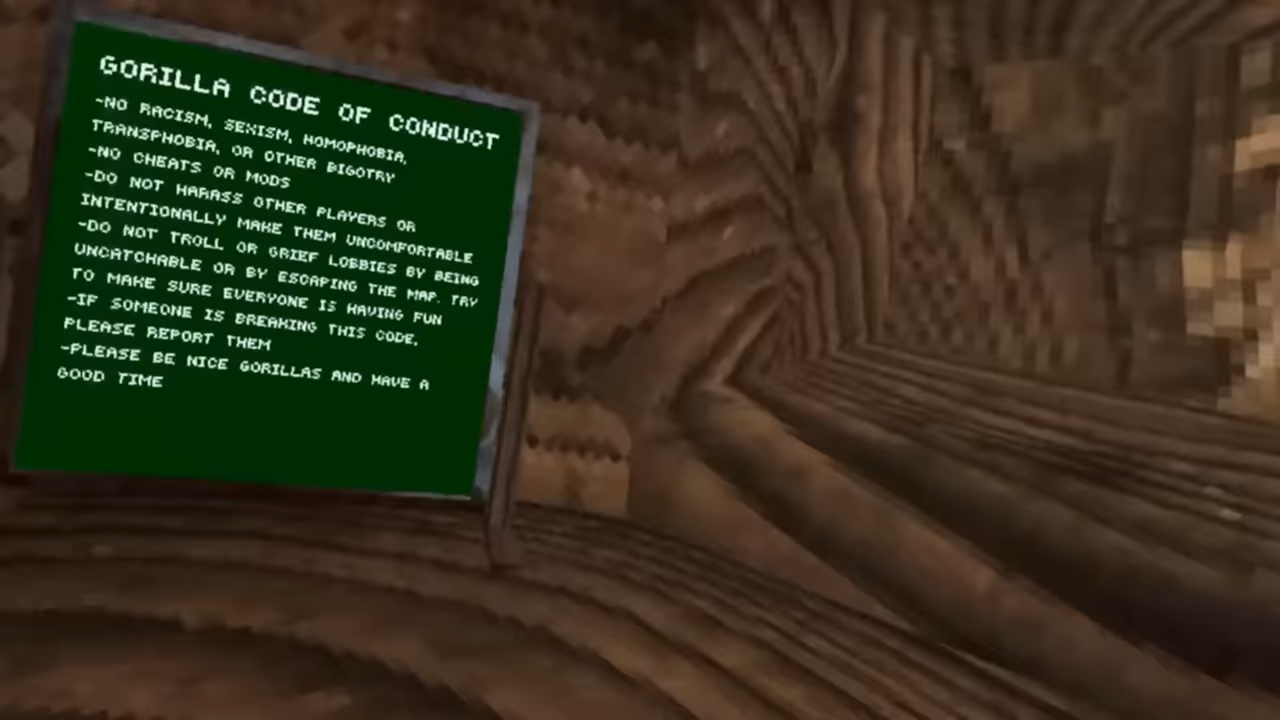 GORILLA CODE OF CONDUCT
-NO RACISM, SEXISM, HOMOPHOBIA,
TRANSPHOBIA, OR OTHER BIGOTRY
-NO CHEATS OR MODS
-DO NOT HARASS OTHER PLAYERS OR
INTENTIONALLY MAKE THEM UNCOMFORTABLE
-DO NOT TROLL OR GRIEF LOBBIES BY BEING
UNCATCHABLE OR BY ESCAPING THE MAP. TRY
TO MAKE SURE EVERYONE IS HAVING FUN
-IF SOMEONE IS BREAKING THIS CODE,
PLEASE REPORT THEM
-PLEASE BE NICE GORILLAS AND HAVE A
GOOD TIME